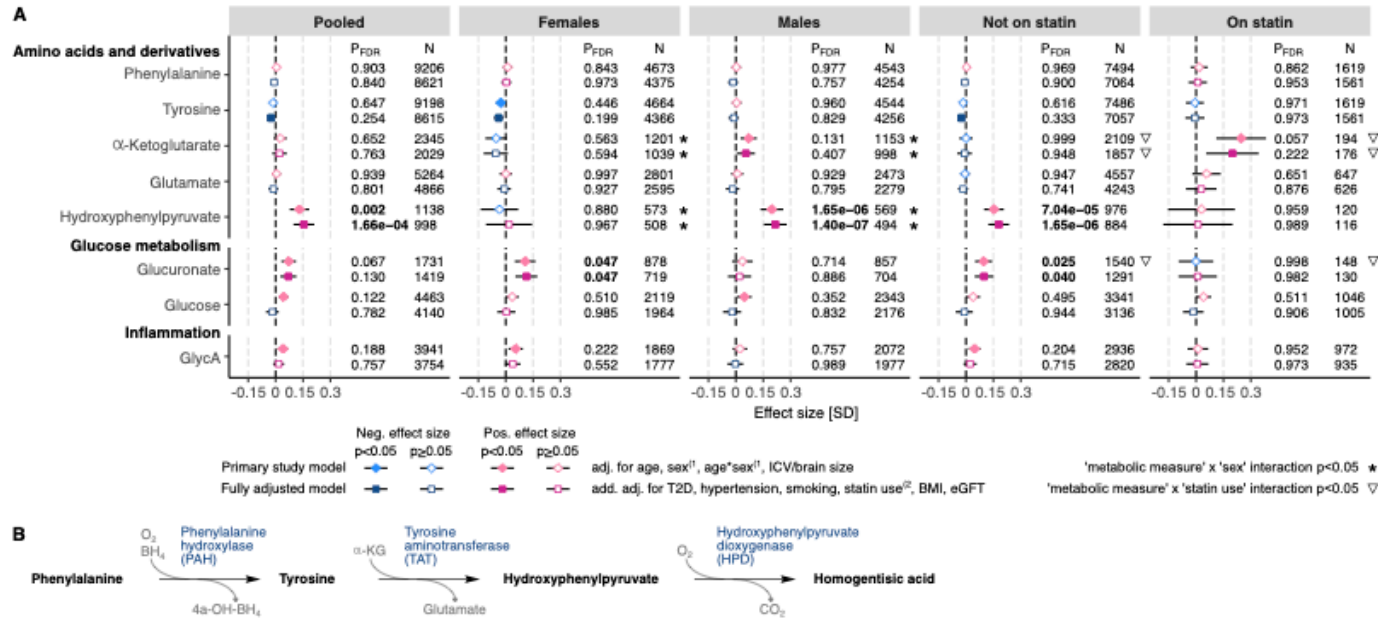 A
Pooled Females Males Not on statin On statin
Amino acids and derivatives P_FDR N P_FDR N P_FDR N P_FDR N P_FDR N
Phenylalanine 0.903 9206 0.843 4673 0.977 4543 0.969 7494 0.862 1619
0.840 8621 0.973 4375 0.757 4254 0.900 7064 0.953 1561
Tyrosine 0.647 9198 0.446 4664 0.960 4544 0.616 7486 0.971 1619
0.254 8615 0.199 4366 0.829 4256 0.333 7057 0.973 1561
α-Ketoglutarate 0.652 2345 0.563 1201 * 0.131 1153 * 0.999 2109 ▽ 0.057 194 ▽
0.763 2029 0.594 1039 * 0.407 998 * 0.948 1857 ▽ 0.222 176 ▽
Glutamate 0.939 5264 0.997 2801 0.929 2473 0.947 4557 0.651 647
0.801 4866 0.927 2595 0.795 2279 0.741 4243 0.876 626
Hydroxyphenylpyruvate 0.002 1138 0.880 573 * 1.65e-06 569 * 7.04e-05 976 0.959 120
1.66e-04 998 0.967 508 * 1.40e-07 494 * 1.65e-06 884 0.989 116
Glucose metabolism
Glucuronate 0.067 1731 0.047 878 0.714 857 0.025 1540 ▽ 0.998 148 ▽
0.130 1419 0.047 719 0.886 704 0.040 1291 0.982 130
Glucose 0.122 4463 0.510 2119 0.352 2343 0.495 3341 0.511 1046
0.782 4140 0.985 1964 0.832 2176 0.944 3136 0.906 1005
Inflammation
GlycA 0.188 3941 0.222 1869 0.757 2072 0.204 2936 0.952 972
0.757 3754 0.552 1777 0.989 1977 0.715 2820 0.973 935
-0.15 0 0.15 0.3 -0.15 0 0.15 0.3 -0.15 0 0.15 0.3 -0.15 0 0.15 0.3 -0.15 0 0.15 0.3
Effect size [SD]
Neg. effect size Pos. effect size
p<0.05 p≥0.05 p<0.05 p≥0.05
Primary study model adj. for age, sex⁽¹, age*sex⁽¹, ICV/brain size 'metabolic measure' x 'sex' interaction p<0.05 *
Fully adjusted model add. adj. for T2D, hypertension, smoking, statin use⁽², BMI, eGFT 'metabolic measure' x 'statin use' interaction p<0.05 ▽
B
O₂ Phenylalanine Tyrosine Hydroxyphenylpyruvate
BH₄ hydroxylase α-KG aminotransferase O₂ dioxygenase
(PAH) (TAT) (HPD)
Phenylalanine Tyrosine Hydroxyphenylpyruvate Homogentisic acid
4a-OH-BH₄ Glutamate CO₂